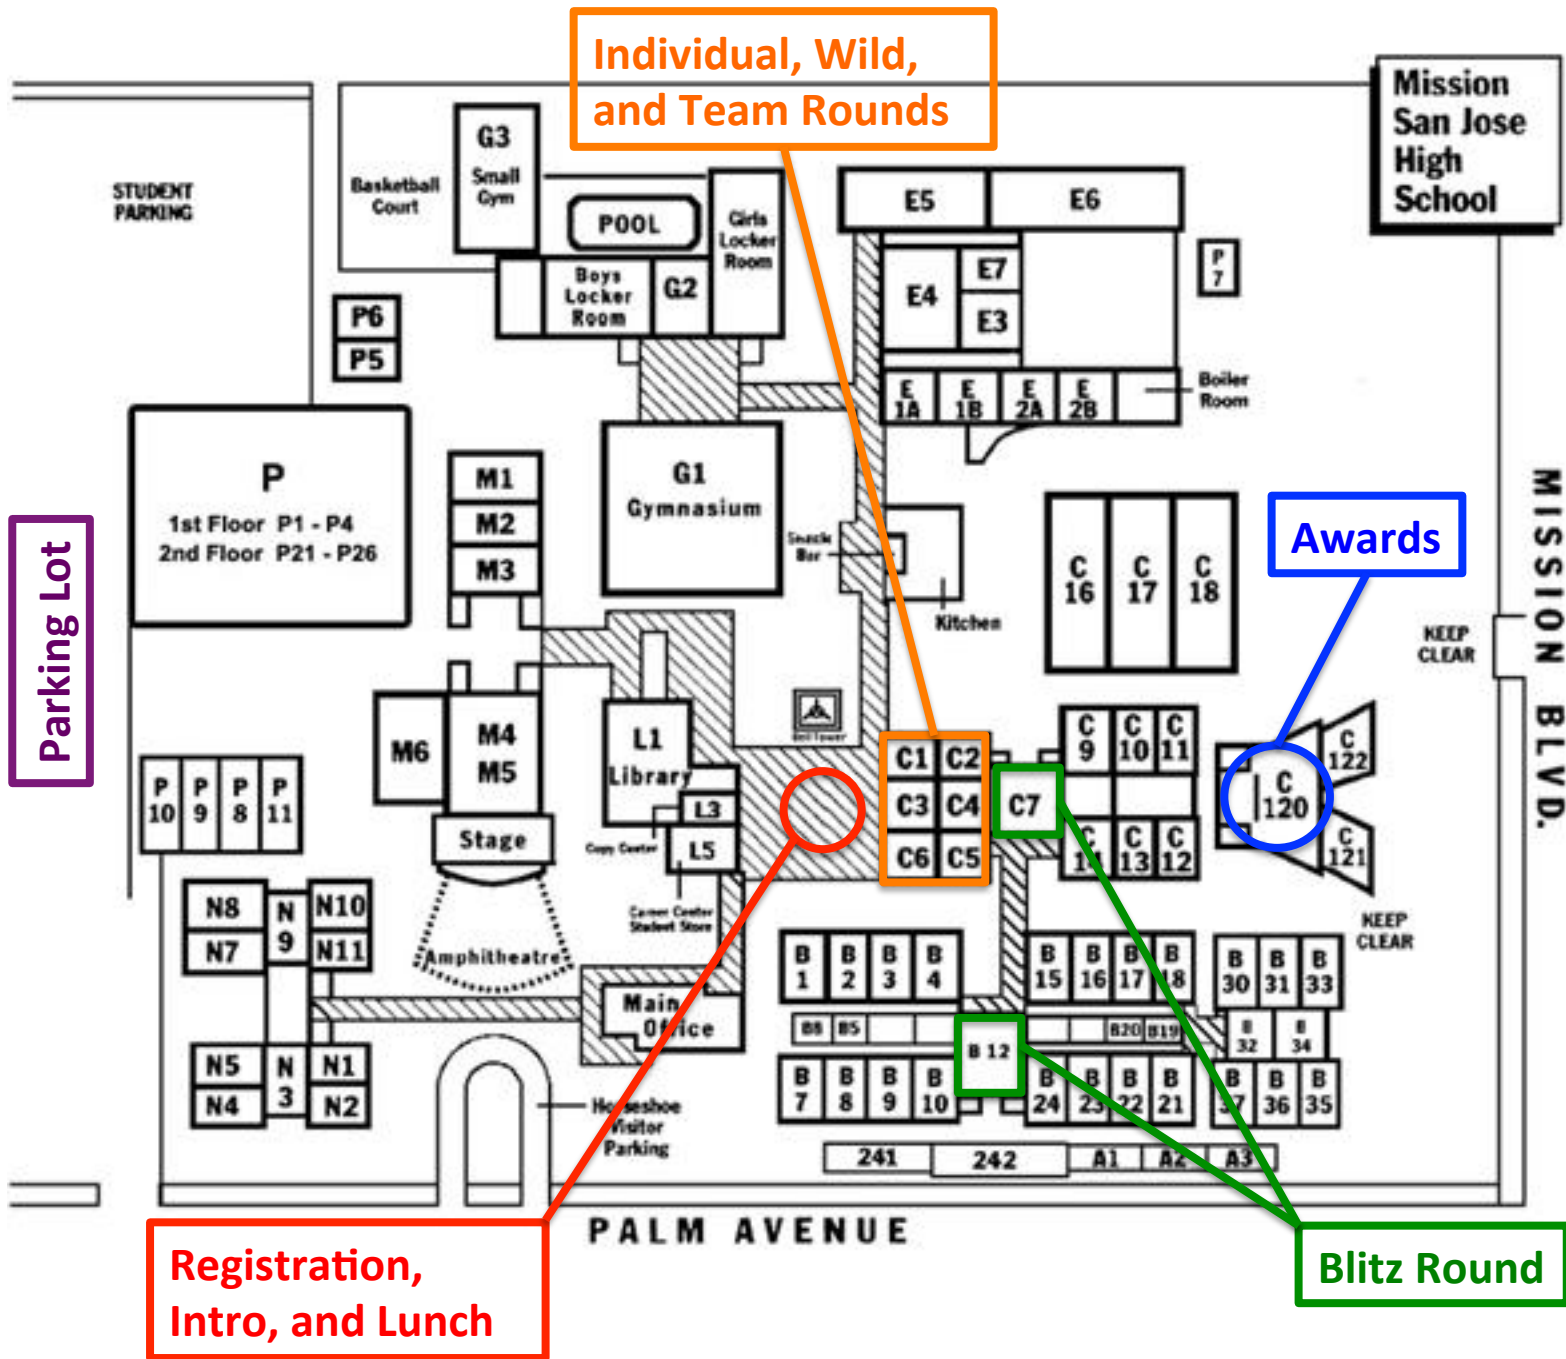 Individual, Wild,
and Team Rounds
Mission
San Jose
High
School
STUDENT
PARKING
Basketball
Court
G3
Small
Gym
POOL
Girls
Locker
Room
Boys
Locker
Room
G2
E5
E6
E4
E7
E3
P
7
P6
P5
E
1A
E
1B
E
2A
E
2B
Boiler
Room
P
1st Floor P1 - P4
2nd Floor P21 - P26
Parking Lot
M1
M2
M3
G1
Gymnasium
Snack
Bar
Kitchen
C
16
C
17
C
18
Awards
MISSION BLVD.
KEEP
CLEAR
M6
M4
M5
Stage
Amphitheatre
L1
Library
L3
Copy Center
L5
Career Center
Student Store
Bell Tower
C1
C2
C3
C4
C6
C5
C7
C
9
C
10
C
11
C
14
C
13
C
12
C
120
C
122
C
121
KEEP
CLEAR
P
10
P
9
P
8
P
11
N8
N7
N
9
N10
N11
N5
N4
N
3
N1
N2
Main
Office
Horseshoe
Visitor
Parking
B
1
B
2
B
3
B
4
B
15
B
16
B
17
B
18
B
30
B
31
B
33
B5
B 12
B20
B19
B
32
B
34
B
7
B
8
B
9
B
10
B
24
B
23
B
22
B
21
B
37
B
36
B
35
241
242
A1
A2
A3
PALM AVENUE
Registration,
Intro, and Lunch
Blitz Round